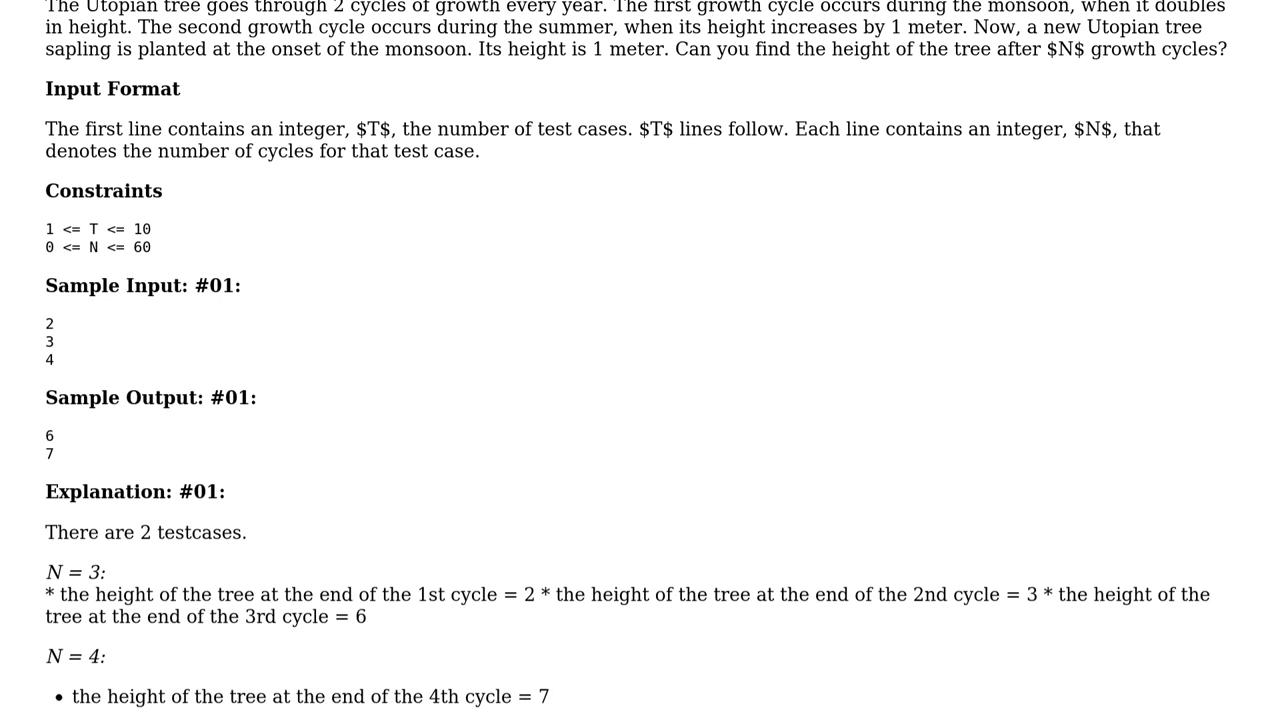 The Utopian tree goes through 2 cycles of growth every year. The first growth cycle occurs during the monsoon, when it doubles
in height. The second growth cycle occurs during the summer, when its height increases by 1 meter. Now, a new Utopian tree
sapling is planted at the onset of the monsoon. Its height is 1 meter. Can you find the height of the tree after $N$ growth cycles?
Input Format
The first line contains an integer, $T$, the number of test cases. $T$ lines follow. Each line contains an integer, $N$, that
denotes the number of cycles for that test case.
Constraints
1 <= T <= 10
0 <= N <= 60
Sample Input: #01:
2
3
4
Sample Output: #01:
6
7
Explanation: #01:
There are 2 testcases.
N = 3:
* the height of the tree at the end of the 1st cycle = 2 * the height of the tree at the end of the 2nd cycle = 3 * the height of the
tree at the end of the 3rd cycle = 6
N = 4:
• the height of the tree at the end of the 4th cycle = 7